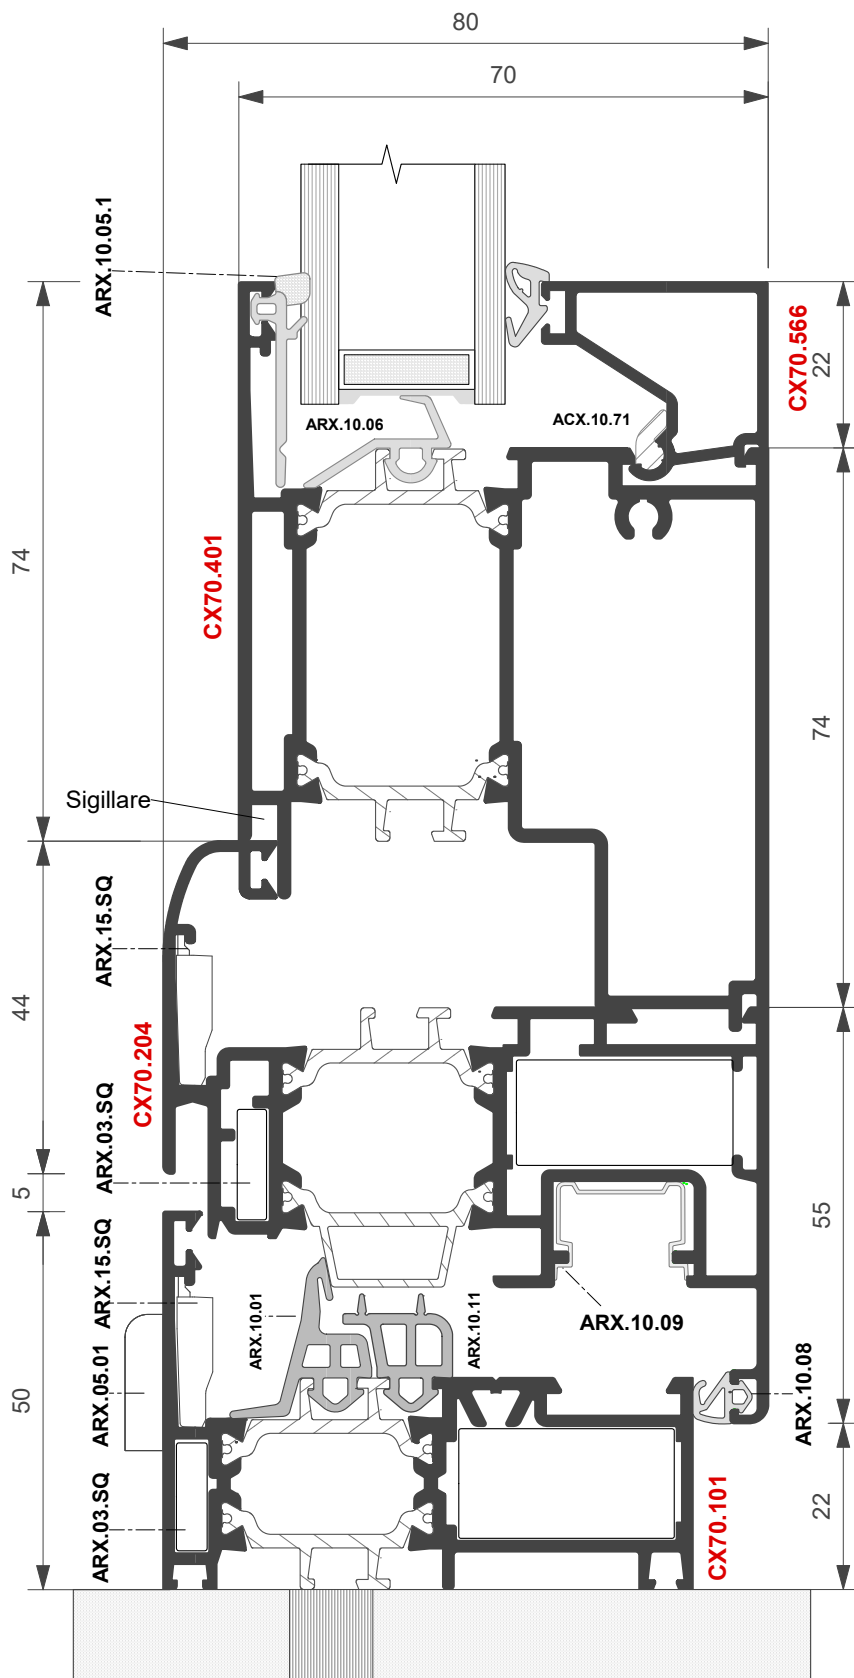 80
70
ARX.10.05.1
CX70.566
22
ARX.10.06
ACX.10.71
74
CX70.401
74
Sigillare
ARX.15.SQ
44
CX70.204
ARX.03.SQ
5
55
ARX.15.SQ
ARX.10.01
ARX.10.11
ARX.10.09
ARX.05.01
50
ARX.10.08
ARX.03.SQ
CX70.101
22